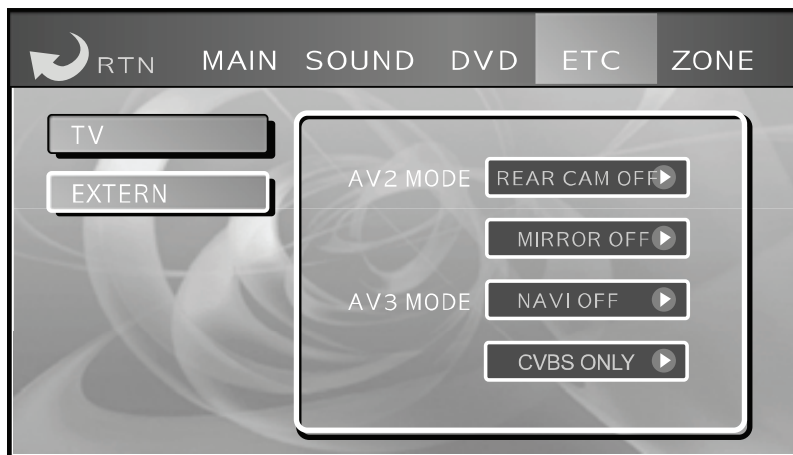 RTN MAIN SOUND DVD ETC ZONE
TV
EXTERN
AV2 MODE REAR CAM OFF
MIRROR OFF
AV3 MODE NAVI OFF
CVBS ONLY